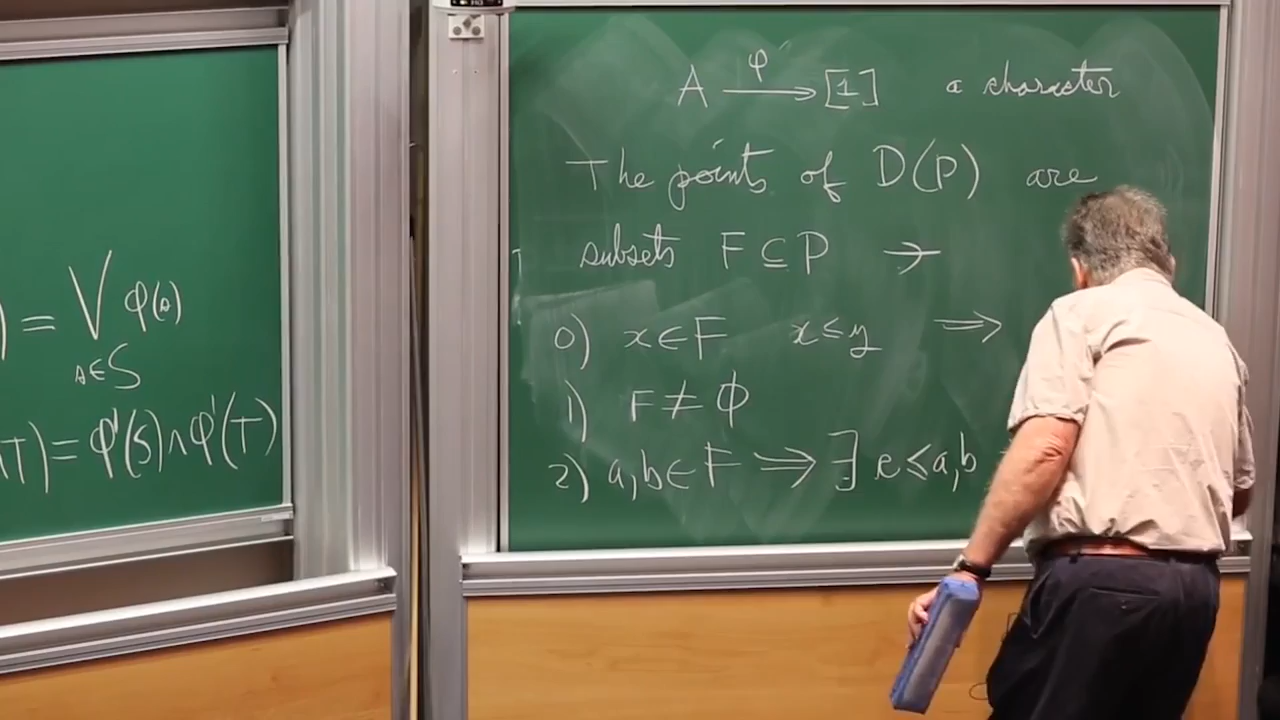 ) = ⋁ φ(s)
s∈S
T) = φ'(S)∧φ'(T)
A —φ→ [1] a character
The points of D(P) are
subsets F ⊆ P →
0) x∈F x≤y ⇒
1) F ≠ Φ
2) a,b∈F ⇒ ∃ c≤a,b